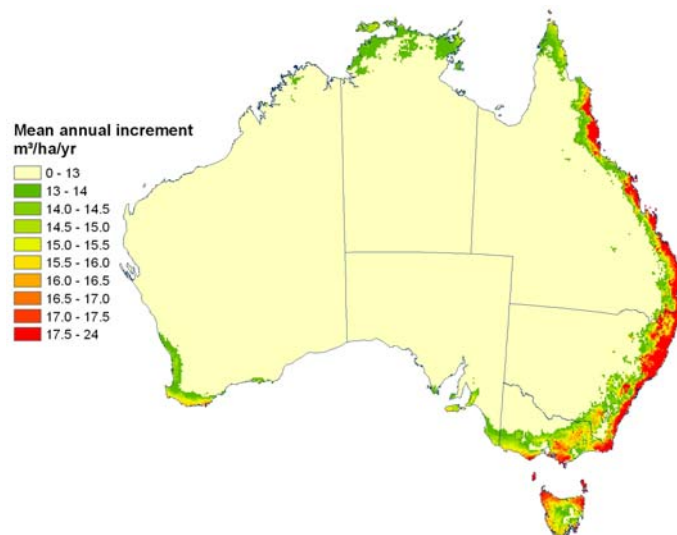 Mean annual increment
m³/ha/yr
0 - 13
13 - 14
14.0 - 14.5
14.5 - 15.0
15.0 - 15.5
15.5 - 16.0
16.0 - 16.5
16.5 - 17.0
17.0 - 17.5
17.5 - 24